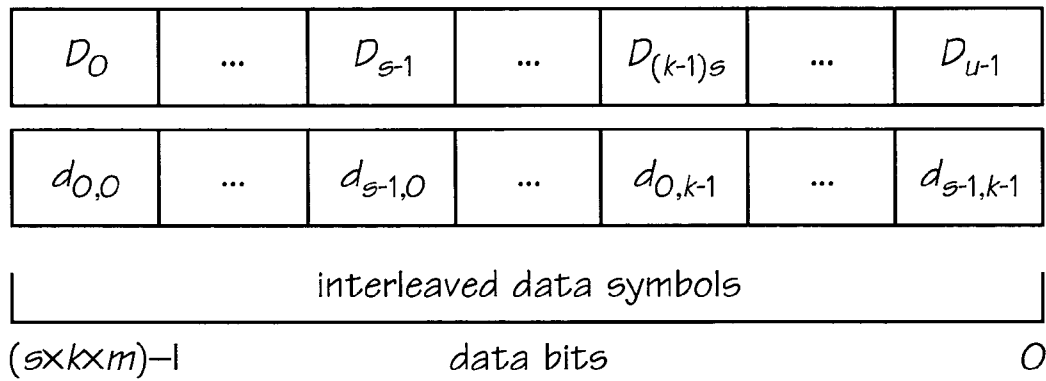 D0 ... Ds-1 ... D(k-1)s ... Du-1
d0,0 ... ds-1,0 ... d0,k-1 ... ds-1,k-1
interleaved data symbols
(s×k×m)–1 data bits 0